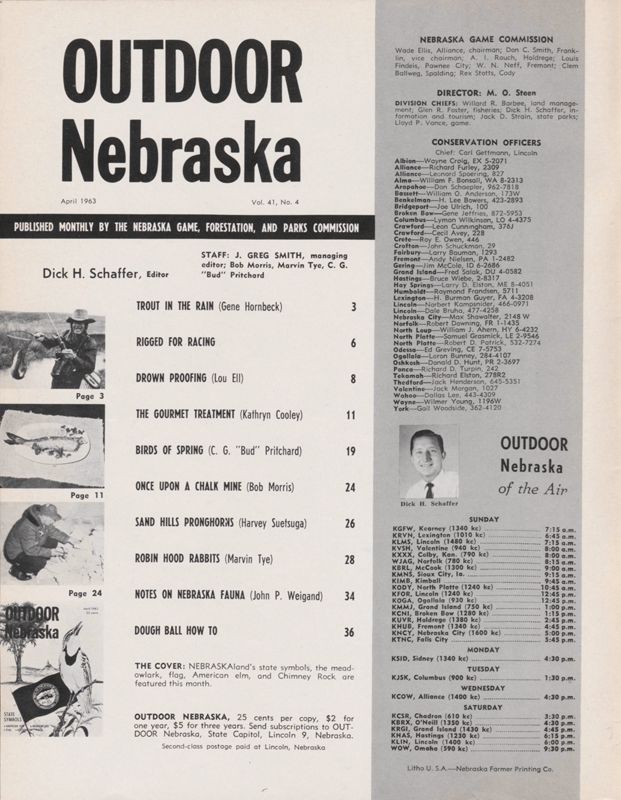 OUTDOOR
Nebraska
April 1963
Vol. 41, No. 4
PUBLISHED MONTHLY BY THE NEBRASKA GAME, FORESTATION, AND PARKS COMMISSION
Dick H. Schaffer, Editor
STAFF: J. GREG SMITH, managing
editor; Bob Morris, Marvin Tye, C. G.
"Bud" Pritchard
TROUT IN THE RAIN (Gene Hornbeck) 3
RIGGED FOR RACING 6
DROWN PROOFING (Lou Ell) 8
THE GOURMET TREATMENT (Kathryn Cooley) 11
BIRDS OF SPRING (C. G. "Bud" Pritchard) 19
ONCE UPON A CHALK MINE (Bob Morris) 24
SAND HILLS PRONGHORNS (Harvey Suetsuga) 26
ROBIN HOOD RABBITS (Marvin Tye) 28
NOTES ON NEBRASKA FAUNA (John P. Weigand) 34
DOUGH BALL HOW TO 36
Page 3
Page 11
Page 24
OUTDOOR
Nebraska
STATE
SYMBOLS
THE COVER: NEBRASKAland's state symbols, the mead-
owlark, flag, American elm, and Chimney Rock are
featured this month.
OUTDOOR NEBRASKA, 25 cents per copy, $2 for
one year, $5 for three years. Send subscriptions to OUT-
DOOR Nebraska, State Capitol, Lincoln 9, Nebraska.
Second-class postage paid at Lincoln, Nebraska
NEBRASKA GAME COMMISSION
Wade Ellis, Alliance, chairman; Don C. Smith, Frank-
lin, vice chairman; A. I. Rauch, Holdrege; Louis
Findeis, Pawnee City; W. N. Neff, Fremont; Clem
Ballweg, Spalding; Rex Stotts, Cody
DIRECTOR: M. O. Steen
DIVISION CHIEFS: Willard R. Barbee, land manage-
ment; Glen R. Foster, fisheries; Dick H. Schaffer, in-
formation and tourism; Jack D. Strain, state parks;
Lloyd P. Vance, game.
CONSERVATION OFFICERS
Chief: Carl Gettmann, Lincoln
Albion—Wayne Craig, EX 5-2071
Alliance—Richard Furley, 2309
Alliance—Leonard Spoering, 827
Alma—William F. Bonsall, WA 8-2313
Arapahoe—Don Schaepler, 962-7818
Bassett—William O. Anderson, 173W
Benkelman—H. Lee Bowers, 423-2893
Bridgeport—Joe Ulrich, 100
Broken Bow—Gene Jeffries, 872-5953
Columbus—Lyman Wilkinson, LO 4-4375
Crawford—Leon Cunningham, 376J
Crawford—Cecil Avey, 228
Crete—Roy E. Owen, 446
Crofton—John Schuckman, 29
Fairbury—Larry Bauman, 1293
Fremont—Andy Nielsen, PA 1-2482
Gering—Jim McCole, ID 6-2686
Grand Island—Fred Salak, DU 4-0582
Hastings—Bruce Wiebe, 2-8317
Hay Springs—Larry D. Elston, ME 8-4051
Humboldt—Raymond Frandsen, 5711
Lexington—H. Burman Guyer, FA 4-3208
Lincoln—Norbert Kampsnider, 466-0971
Lincoln—Dale Bruha, 477-4258
Nebraska City—Max Showalter, 2148 W
Norfolk—Robert Downing, FR 1-1435
North Loup—William J. Ahern, HY 6-4232
North Platte—Samuel Grasmick, LE 2-9546
North Platte—Robert D. Patrick, 532-7274
Odessa—Ed Greving, CE 7-5753
Ogallala—Loron Bunney, 284-4107
Oshkosh—Donald D. Hunt, PR 2-3697
Ponca—Richard D. Turpin, 242
Tekamah—Richard Elston, 278R2
Thedford—Jack Henderson, 645-5351
Valentine—Jack Morgan, 1027
Wahoo—Dallas Lee, 443-4309
Wayne—Wilmer Young, 1196W
York—Gail Woodside, 362-4120
Dick H. Schaffer
OUTDOOR
Nebraska
of the Air
SUNDAY
KGFW, Kearney (1340 kc) 7:15 a.m.
KRVN, Lexington (1010 kc) 6:45 a.m.
KLMS, Lincoln (1480 kc) 7:15 a.m.
KVSH, Valentine (940 kc) 8:00 a.m.
KXXX, Colby, Kan. (790 kc) 8:00 a.m.
WJAG, Norfolk (780 kc) 8:15 a.m.
KBRL, McCook (1300 kc) 9:00 a.m.
KMNS, Sioux City, Ia. 9:15 a.m.
KIMB, Kimball 9:45 a.m.
KODY, North Platte (1240 kc) 10:45 a.m.
KFOR, Lincoln (1240 kc) 12:45 p.m.
KOGA, Ogallala (930 kc) 12:45 p.m.
KMMJ, Grand Island (750 kc) 1:00 p.m.
KCNI, Broken Bow (1280 kc) 1:15 p.m.
KUVR, Holdrege (1380 kc) 2:45 p.m.
KHUB, Fremont (1340 kc) 4:45 p.m.
KNCY, Nebraska City (1600 kc) 5:00 p.m.
KTNC, Falls City 5:45 p.m.
MONDAY
KSID, Sidney (1340 kc) 4:30 p.m.
TUESDAY
KJSK, Columbus (900 kc) 1:30 p.m.
WEDNESDAY
KCOW, Alliance (1400 kc) 4:30 p.m.
SATURDAY
KCSR, Chadron (610 kc) 3:30 p.m.
KBRX, O'Neill (1350 kc) 4:30 p.m.
KRGI, Grand Island (1430 kc) 4:45 p.m.
KHAS, Hastings (1230 kc) 6:15 p.m.
KLIN, Lincoln (1400 kc) 6:00 p.m.
WOW, Omaha (590 kc) 9:30 p.m.
Litho U. S. A.—Nebraska Farmer Printing Co.